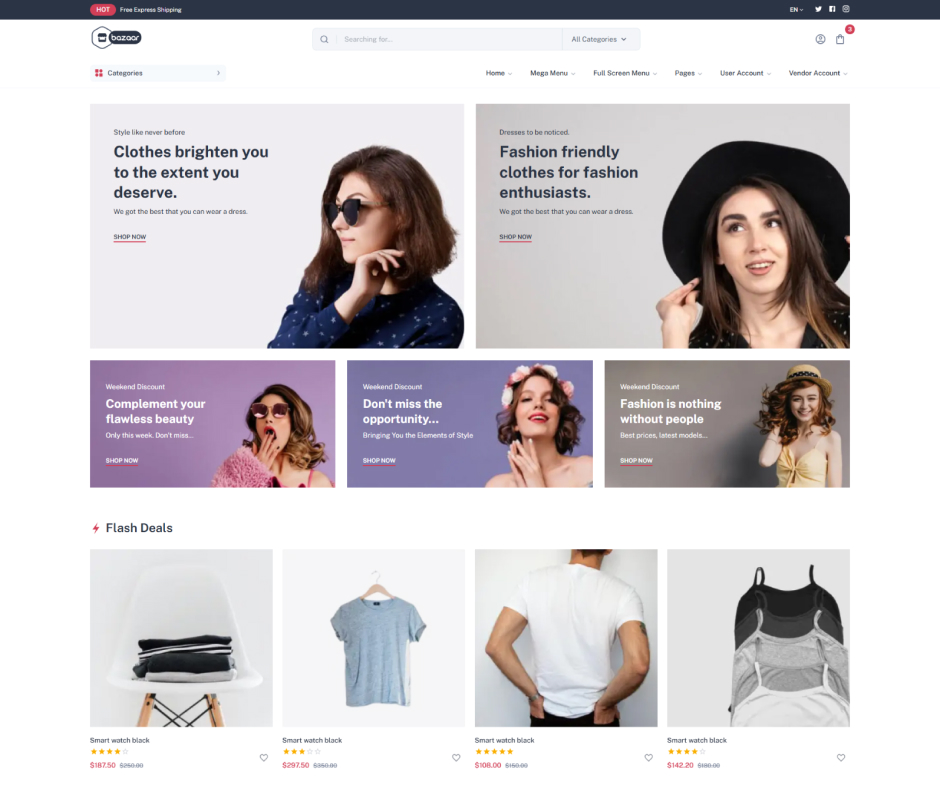 HOT Free Express Shipping EN
bazaar Searching for... All Categories 3
Categories Home Mega Menu Full Screen Menu Pages User Account Vendor Account
Style like never before
Clothes brighten you
to the extent you
deserve.
We got the best that you can wear a dress.
SHOP NOW
Dresses to be noticed.
Fashion friendly
clothes for fashion
enthusiasts.
We got the best that you can wear a dress.
SHOP NOW
Weekend Discount
Complement your
flawless beauty
Only this week. Don't miss...
SHOP NOW
Weekend Discount
Don't miss the
opportunity...
Bringing You the Elements of Style
SHOP NOW
Weekend Discount
Fashion is nothing
without people
Best prices, latest models...
SHOP NOW
Flash Deals
Smart watch black
$187.50 $250.00
Smart watch black
$297.50 $350.00
Smart watch black
$108.00 $150.00
Smart watch black
$142.20 $180.00